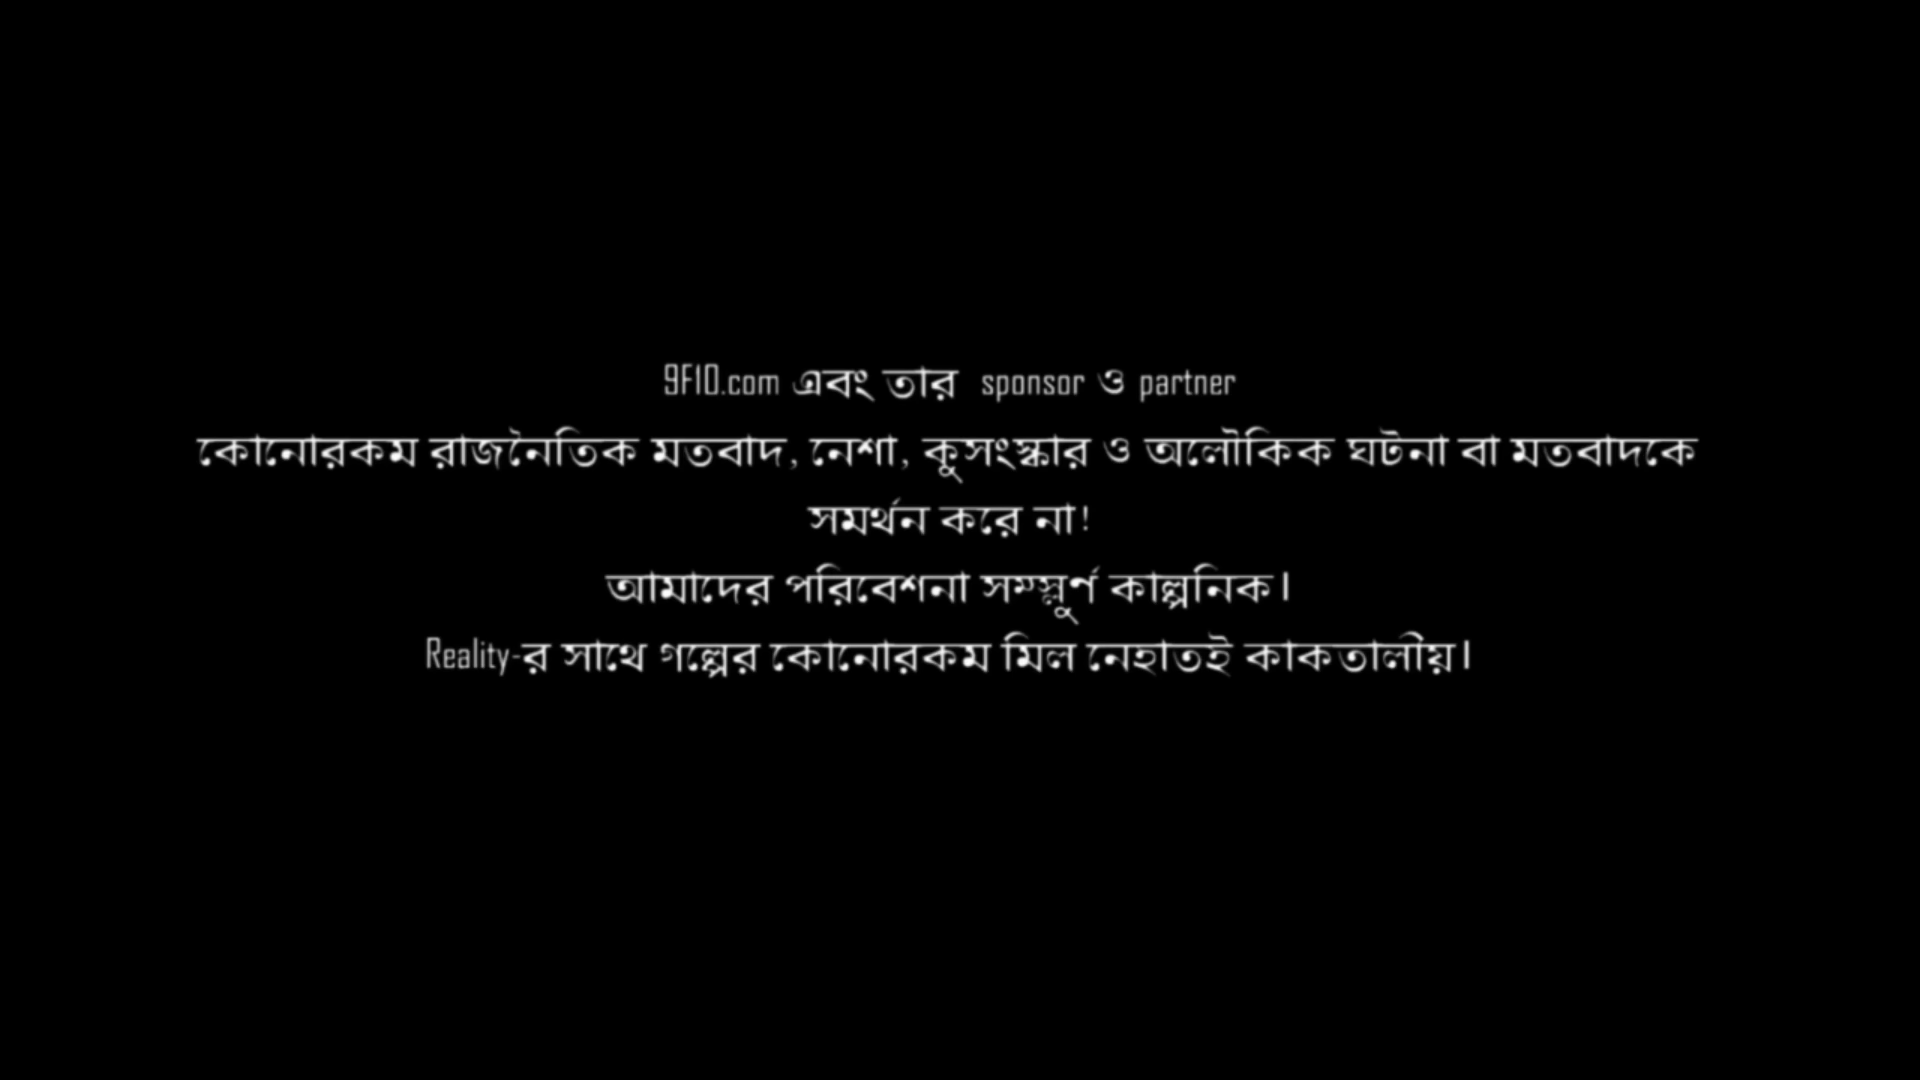 9F10.com এবং তার sponsor ও partner
কোনোরকম রাজনৈতিক মতবাদ, নেশা, কুসংস্কার ও অলৌকিক ঘটনা বা মতবাদকে
সমর্থন করে না!
আমাদের পরিবেশনা সম্পূর্ণ কাল্পনিক।
Reality-র সাথে গল্পের কোনোরকম মিল নেহাতই কাকতালীয়।